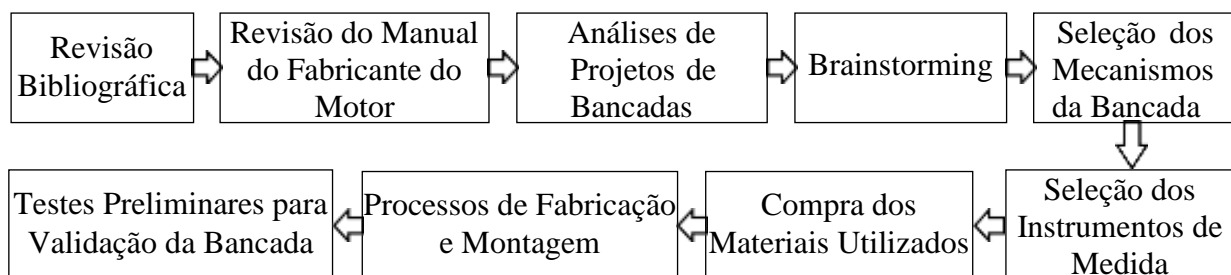 Revisão
Bibliográfica
Revisão do Manual
do Fabricante do
Motor
Análises de
Projetos de
Bancadas
Brainstorming
Seleção dos
Mecanismos
da Bancada
Seleção dos
Instrumentos de
Medida
Compra dos
Materiais Utilizados
Processos de Fabricação
e Montagem
Testes Preliminares para
Validação da Bancada